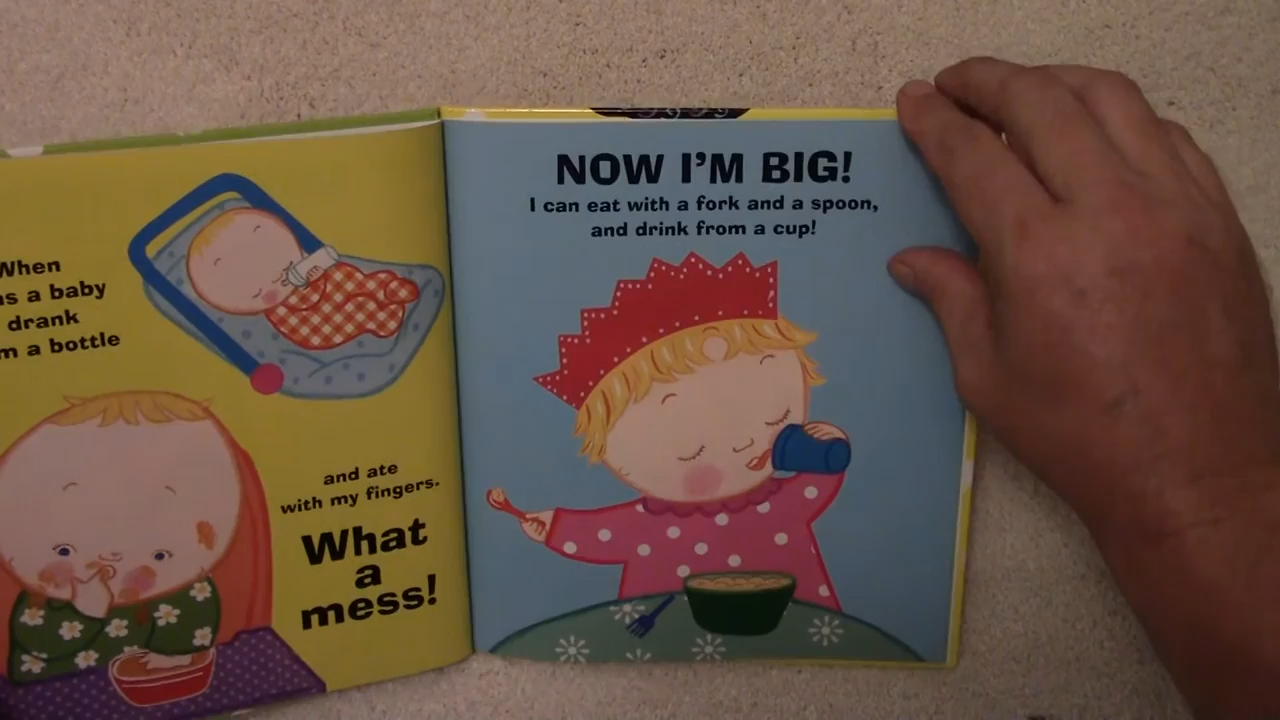 When
as a baby
drank
m a bottle
and ate
with my fingers.
What
a
mess!
NOW I'M BIG!
I can eat with a fork and a spoon,
and drink from a cup!